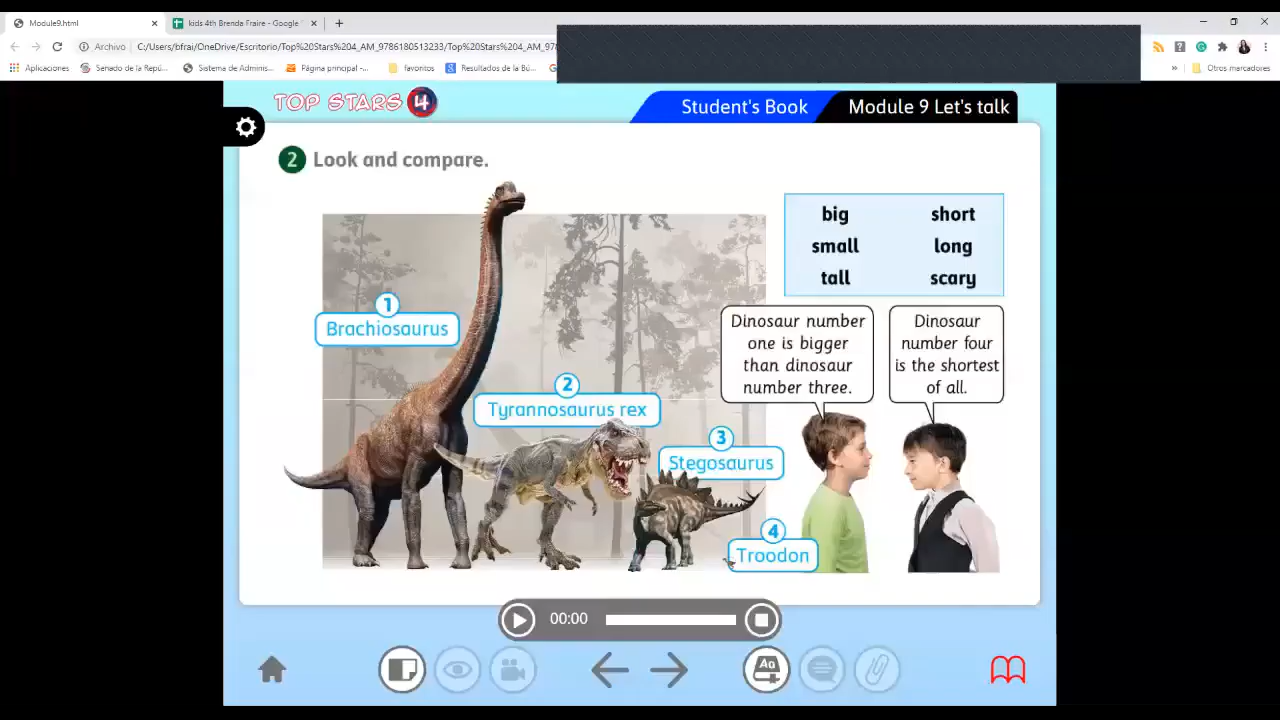 Module9.html
kids 4th Brenda Fraire - Google
Archivo
C:/Users/bfrai/OneDrive/Escritorio/Top%20Stars%204_AM_9786180513233/Top%20Stars%204_AM_97
Aplicaciones
Senado de la Repú...
Sistema de Adminis...
Página principal -...
favoritos
Resultados de la Bú...
»
Otros marcadores
TOP STARS 4
Student's Book
Module 9 Let's talk
2 Look and compare.
big short
small long
tall scary
1
Brachiosaurus
2
Tyrannosaurus rex
3
Stegosaurus
4
Troodon
Dinosaur number
one is bigger
than dinosaur
number three.
Dinosaur
number four
is the shortest
of all.
00:00
Aa